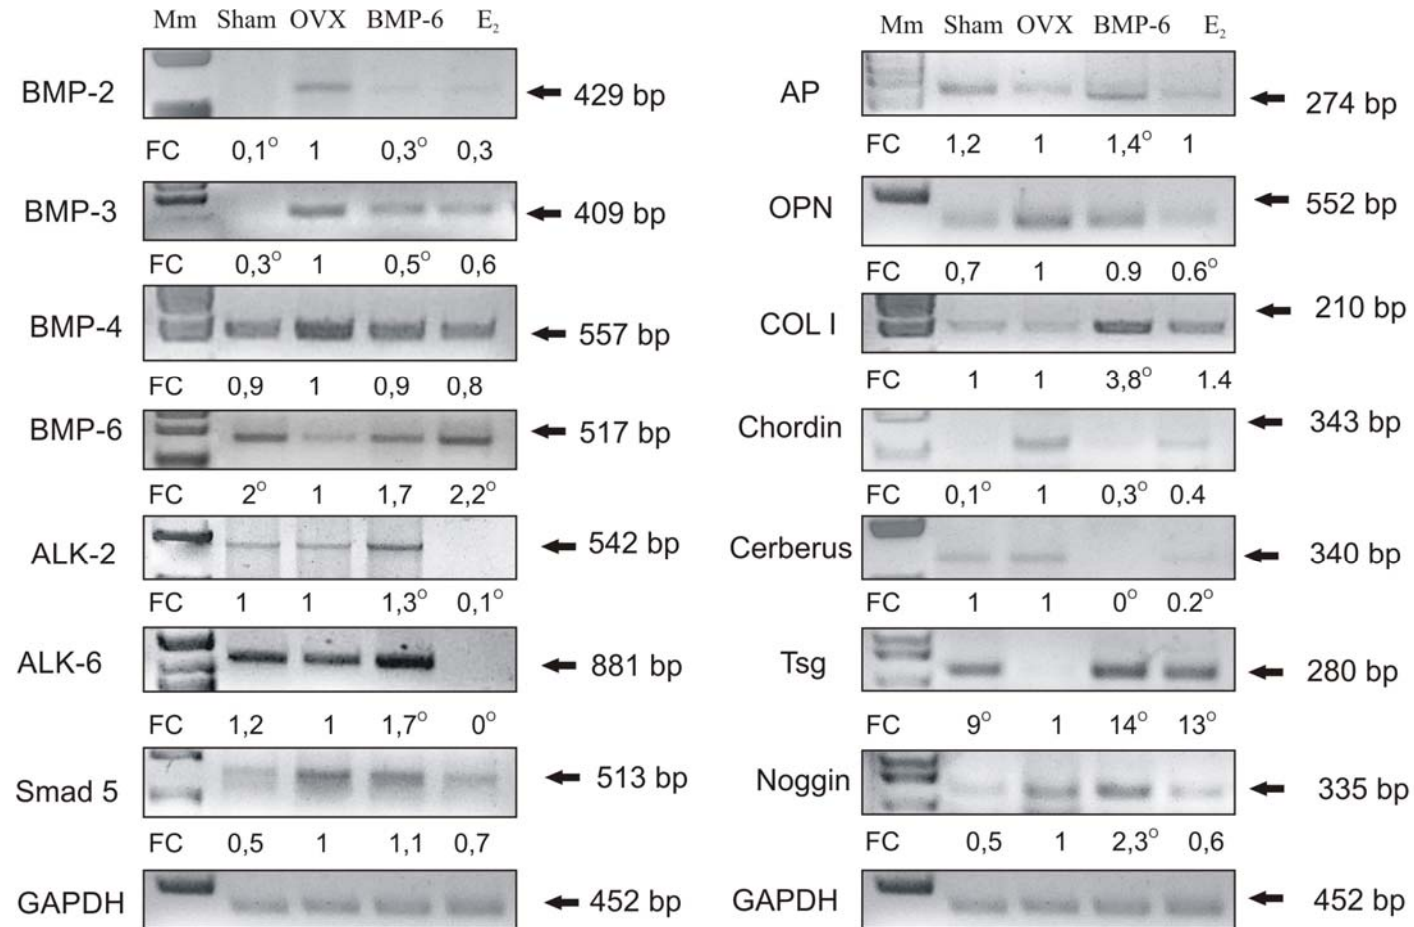 Mm Sham OVX BMP-6 E₂
BMP-2 429 bp
FC 0,1° 1 0,3° 0,3
BMP-3 409 bp
FC 0,3° 1 0,5° 0,6
BMP-4 557 bp
FC 0,9 1 0,9 0,8
BMP-6 517 bp
FC 2° 1 1,7 2,2°
ALK-2 542 bp
FC 1 1 1,3° 0,1°
ALK-6 881 bp
FC 1,2 1 1,7° 0°
Smad 5 513 bp
FC 0,5 1 1,1 0,7
GAPDH 452 bp
Mm Sham OVX BMP-6 E₂
AP 274 bp
FC 1,2 1 1,4° 1
OPN 552 bp
FC 0,7 1 0.9 0.6°
COL I 210 bp
FC 1 1 3,8° 1.4
Chordin 343 bp
FC 0,1° 1 0,3° 0.4
Cerberus 340 bp
FC 1 1 0° 0.2°
Tsg 280 bp
FC 9° 1 14° 13°
Noggin 335 bp
FC 0,5 1 2,3° 0,6
GAPDH 452 bp